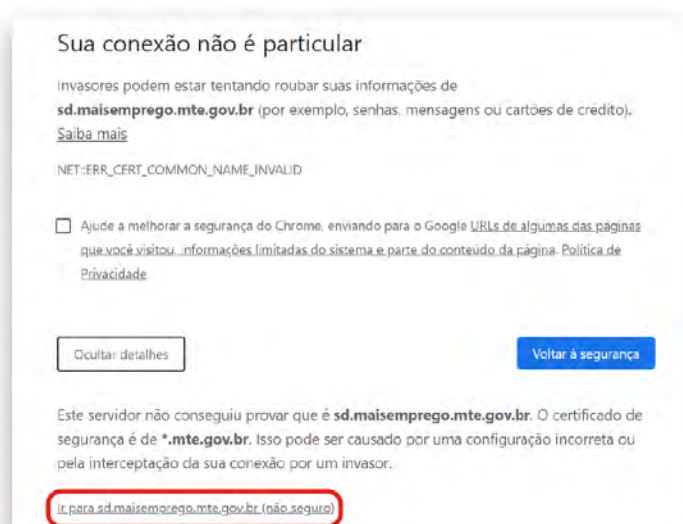 Sua conexão não é particular
Invasores podem estar tentando roubar suas informações de
sd.maisemprego.mte.gov.br (por exemplo, senhas, mensagens ou cartões de crédito).
Saiba mais
NET::ERR_CERT_COMMON_NAME_INVALID
Ajude a melhorar a segurança do Chrome, enviando para o Google URLs de algumas das páginas
que você visitou, informações limitadas do sistema e parte do conteúdo da página. Política de
Privacidade
Ocultar detalhes
Voltar à segurança
Este servidor não conseguiu provar que é sd.maisemprego.mte.gov.br. O certificado de
segurança é de *.mte.gov.br. Isso pode ser causado por uma configuração incorreta ou
pela interceptação da sua conexão por um invasor.
Ir para sd.maisemprego.mte.gov.br (não seguro)